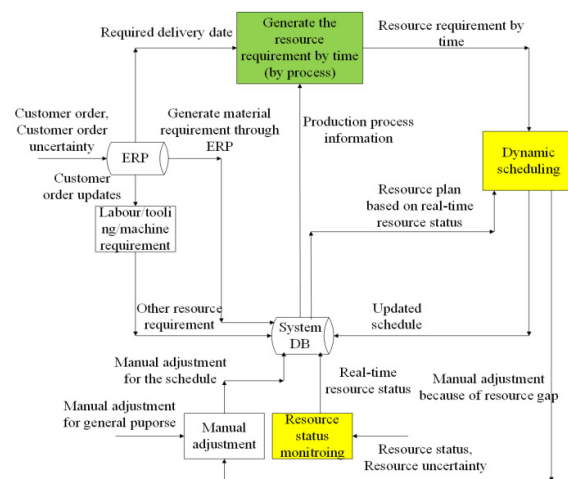 Required delivery date
Generate the
resource
requirement by time
(by process)
Resource requirement by
time
Customer order,
Customer order
uncertainty
Generate material
requirement through
ERP
Production process
information
ERP
Dynamic
scheduling
Customer
order updates
Resource plan
based on real-time
resource status
Labour/tooli
ng/machine
requirement
Other resource
requirement
System
DB
Updated
schedule
Manual adjustment
for the schedule
Real-time
resource status
Manual adjustment
because of resource gap
Manual adjustment
for general puporse
Manual
adjustment
Resource
status
monitroing
Resource status,
Resource uncertainty